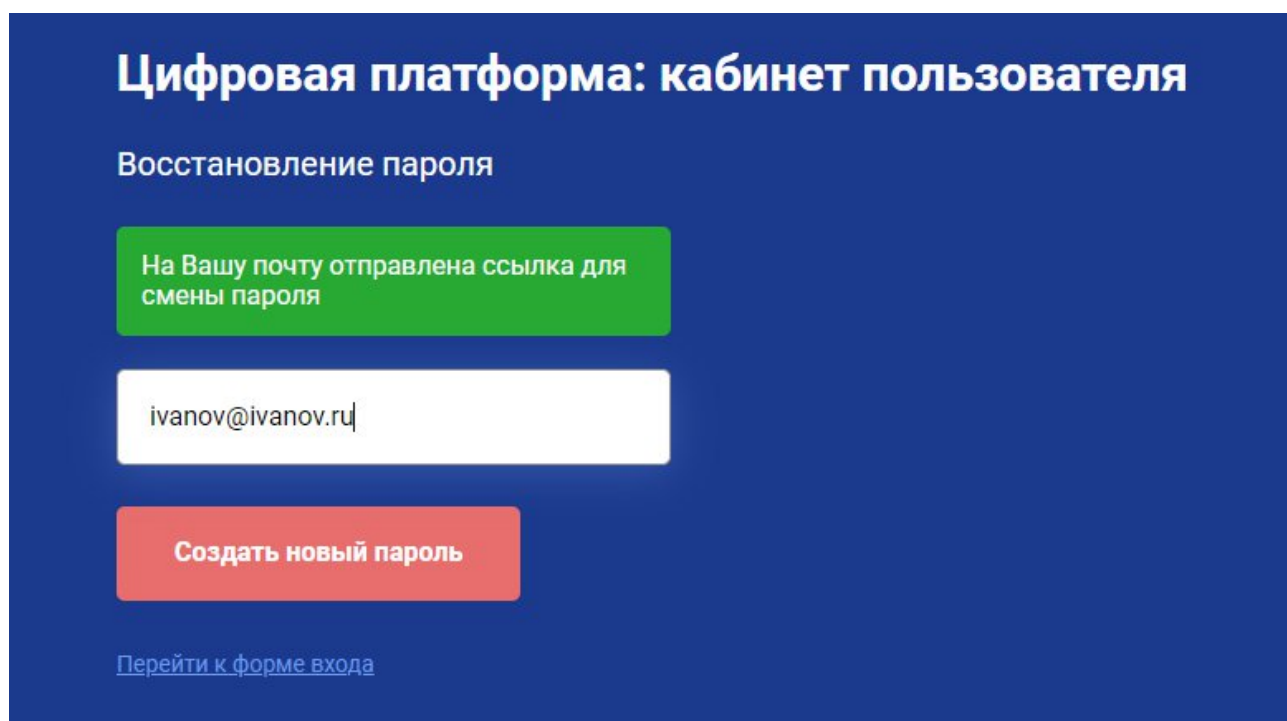 Цифровая платформа: кабинет пользователя
Восстановление пароля
На Вашу почту отправлена ссылка для
смены пароля
ivanov@ivanov.ru
Создать новый пароль
Перейти к форме входа